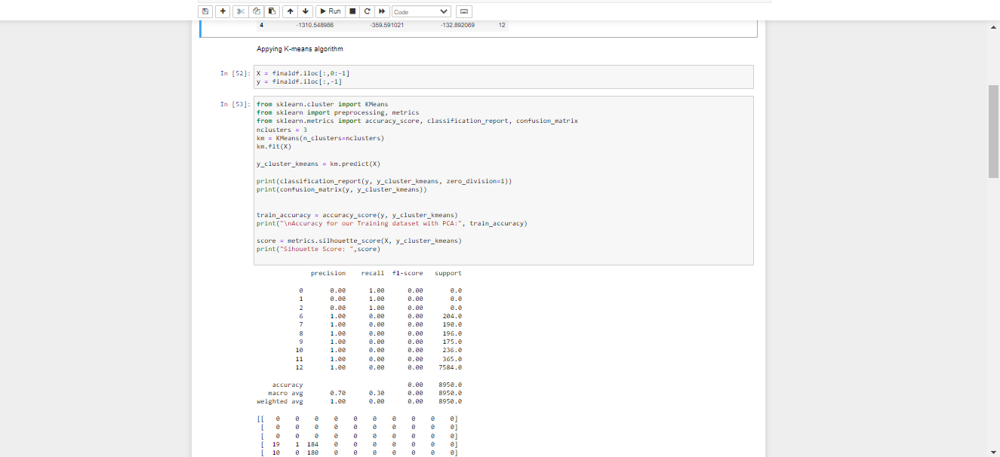 Run Code
4 -1310.548986 -359.591021 -132.892069 12
Appying K-means algorithm
In [52]: X = finaldf.iloc[:,0:-1]
y = finaldf.iloc[:,-1]
In [53]: from sklearn.cluster import KMeans
from sklearn import preprocessing, metrics
from sklearn.metrics import accuracy_score, classification_report, confusion_matrix
nclusters = 3
km = KMeans(n_clusters=nclusters)
km.fit(X)
y_cluster_kmeans = km.predict(X)
print(classification_report(y, y_cluster_kmeans, zero_division=1))
print(confusion_matrix(y, y_cluster_kmeans))
train_accuracy = accuracy_score(y, y_cluster_kmeans)
print("\nAccuracy for our Training dataset with PCA:", train_accuracy)
score = metrics.silhouette_score(X, y_cluster_kmeans)
print("Sihouette Score: ",score)
precision recall f1-score support
0 0.00 1.00 0.00 0.0
1 0.00 1.00 0.00 0.0
2 0.00 1.00 0.00 0.0
6 1.00 0.00 0.00 204.0
7 1.00 0.00 0.00 190.0
8 1.00 0.00 0.00 196.0
9 1.00 0.00 0.00 175.0
10 1.00 0.00 0.00 236.0
11 1.00 0.00 0.00 365.0
12 1.00 0.00 0.00 7584.0
accuracy 0.00 8950.0
macro avg 0.70 0.30 0.00 8950.0
weighted avg 1.00 0.00 0.00 8950.0
[[ 0 0 0 0 0 0 0 0 0 0]
[ 0 0 0 0 0 0 0 0 0 0]
[ 0 0 0 0 0 0 0 0 0 0]
[ 19 1 184 0 0 0 0 0 0 0]
[ 10 0 180 0 0 0 0 0 0 0]